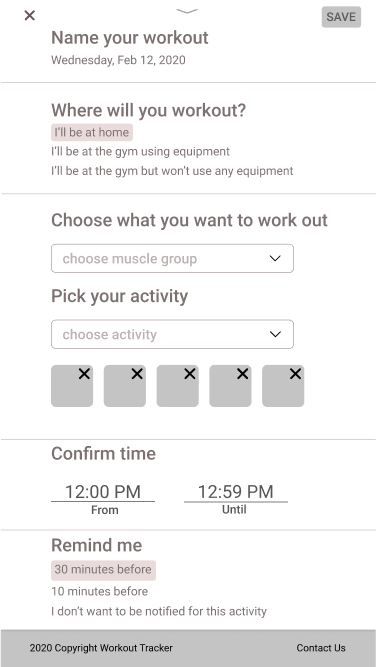 SAVE
Name your workout
Wednesday, Feb 12, 2020
Where will you workout?
I'll be at home
I'll be at the gym using equipment
I'll be at the gym but won't use any equipment
Choose what you want to work out
choose muscle group
Pick your activity
choose activity
Confirm time
12:00 PM 12:59 PM
From Until
Remind me
30 minutes before
10 minutes before
I don't want to be notified for this activity
2020 Copyright Workout Tracker Contact Us